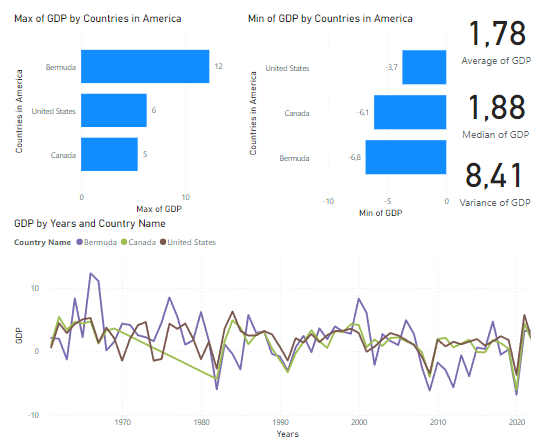 Max of GDP by Countries in America
Countries in America
Bermuda
12
United States
6
Canada
5
0
10
Max of GDP
Min of GDP by Countries in America
Countries in America
United States
-3,7
Canada
-6,1
Bermuda
-6,8
-10
-5
0
Min of GDP
1,78
Average of GDP
1,88
Median of GDP
8,41
Variance of GDP
GDP by Years and Country Name
Country Name Bermuda Canada United States
GDP
10
0
-10
1970
1980
1990
2000
2010
2020
Years